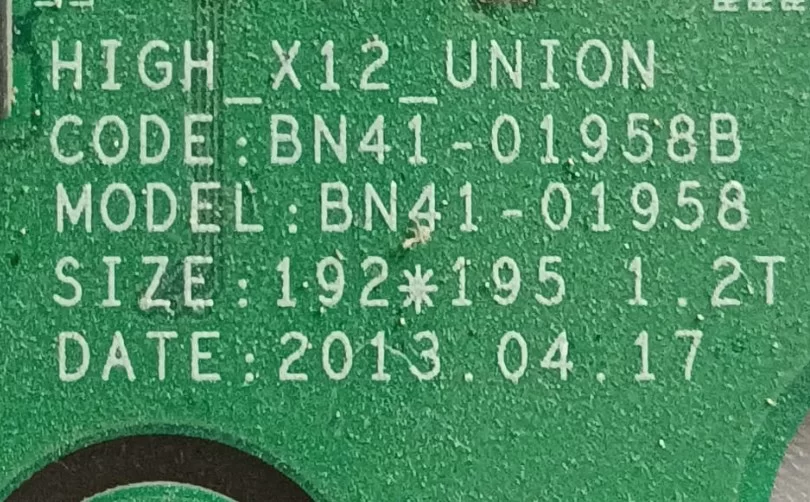 HIGH_X12_UNION
CODE:BN41-01958B
MODEL:BN41-01958
SIZE:192*195 1.2T
DATE:2013.04.17